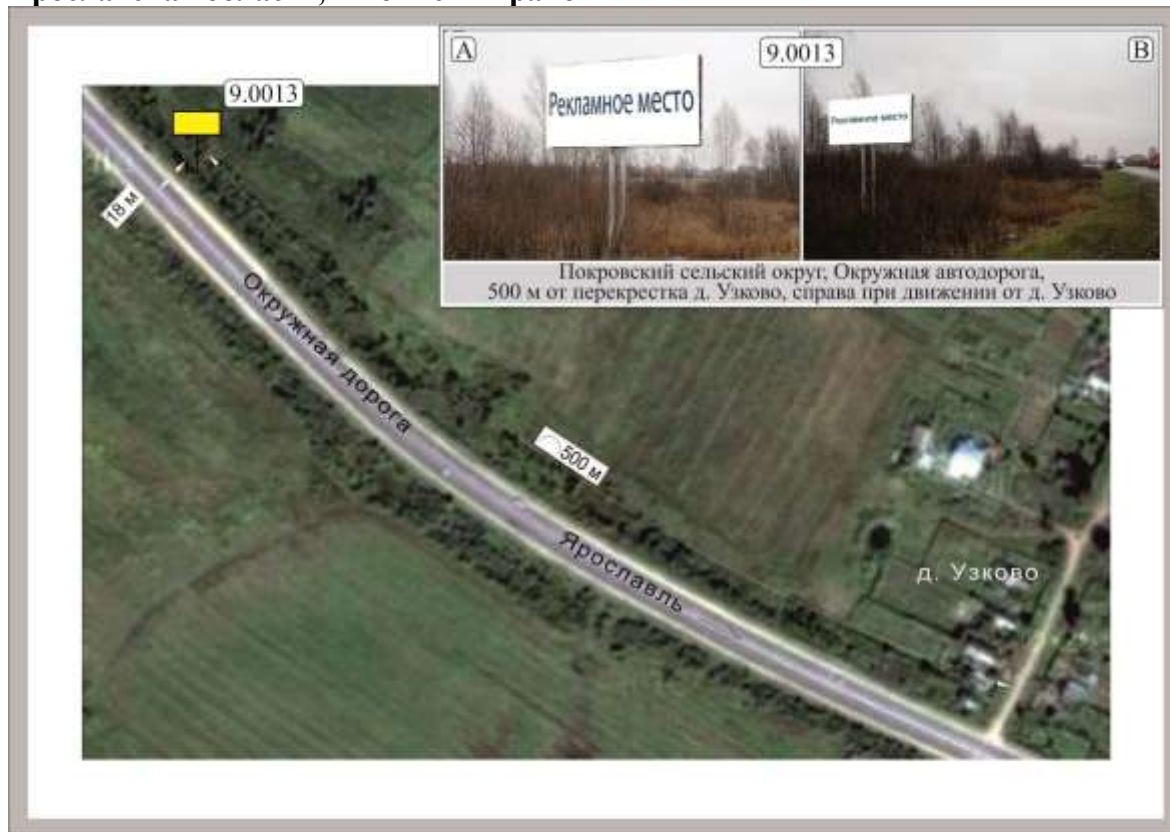 A
9.0013
B
Рекламное место
Рекламное место
Покровский сельский округ, Окружная автодорога,
500 м от перекрестка д. Узково, справа при движении от д. Узково
9.0013
18 м
Окружная дорога
500 м
Ярославль
д. Узково